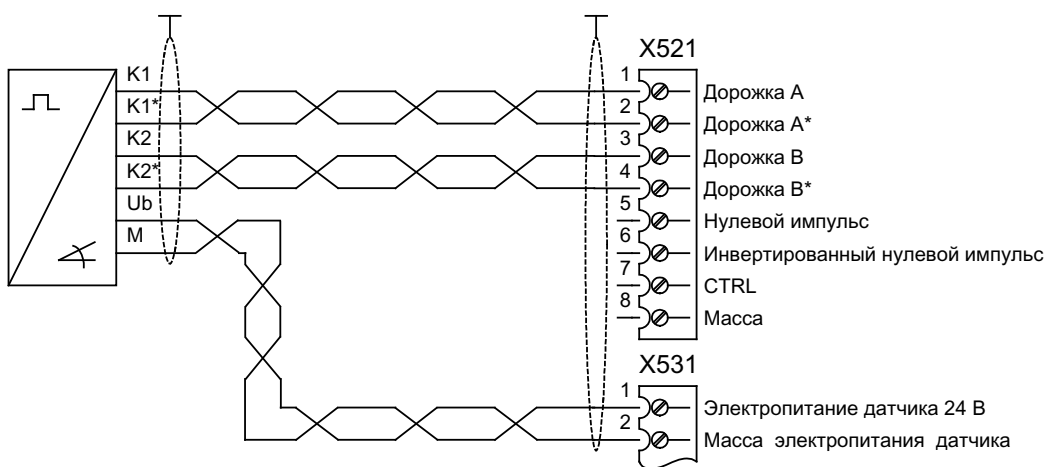 K1
K1*
K2
K2*
Ub
M
X521
1 Дорожка А
2 Дорожка А*
3 Дорожка В
4 Дорожка В*
5 Нулевой импульс
6 Инвертированный нулевой импульс
7 CTRL
8 Масса
X531
1 Электропитание датчика 24 В
2 Масса электропитания датчика